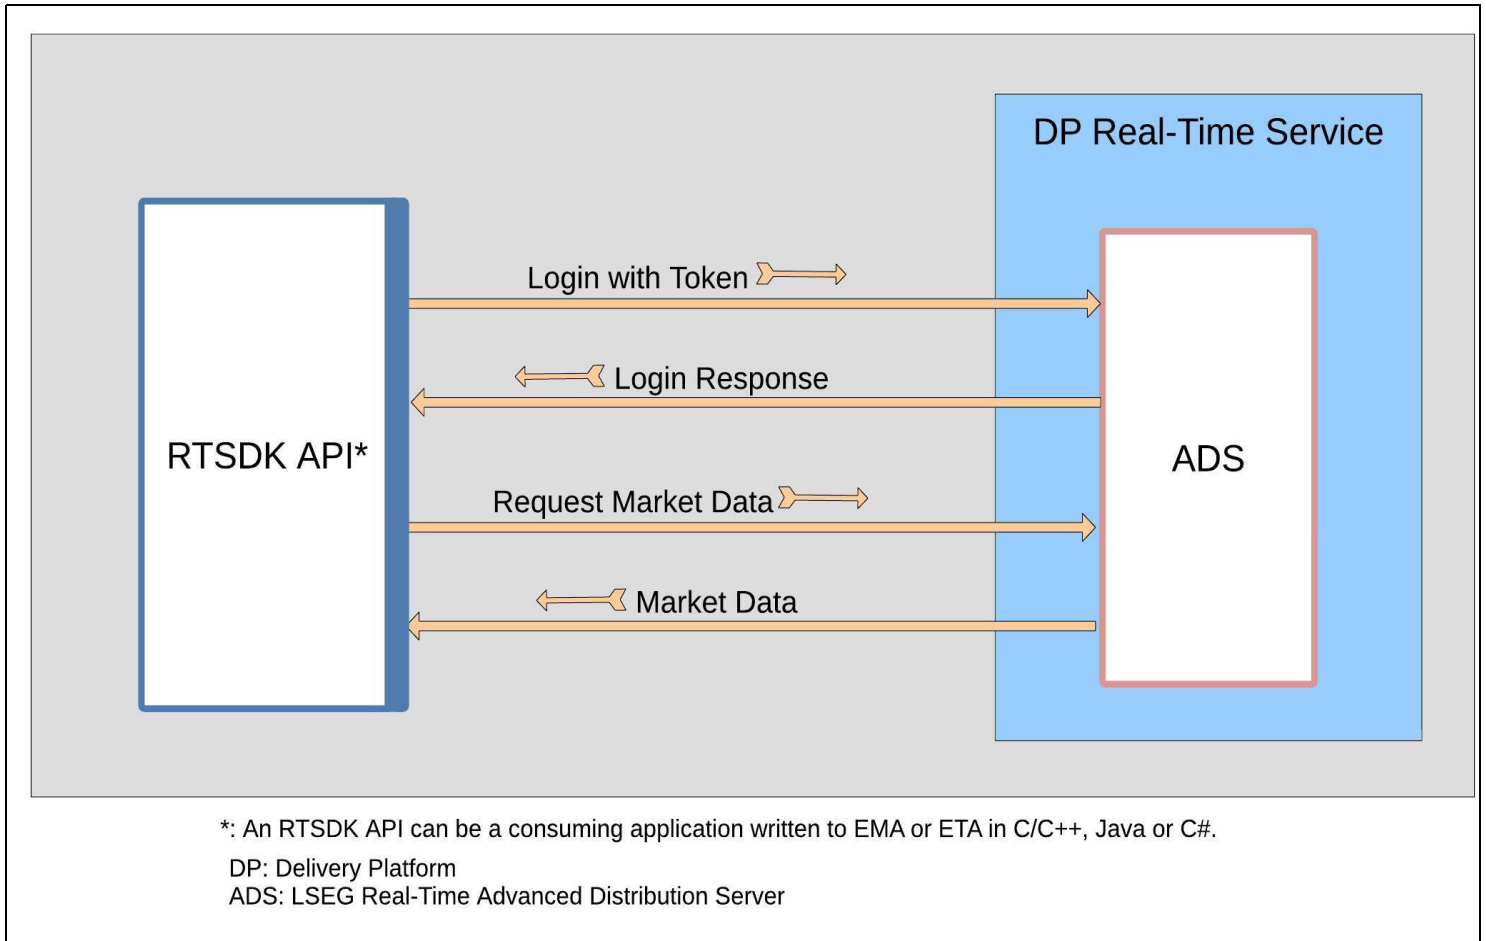 DP Real-Time Service
Login with Token
Login Response
RTSDK API*
ADS
Request Market Data
Market Data
*: An RTSDK API can be a consuming application written to EMA or ETA in C/C++, Java or C#.
DP: Delivery Platform
ADS: LSEG Real-Time Advanced Distribution Server